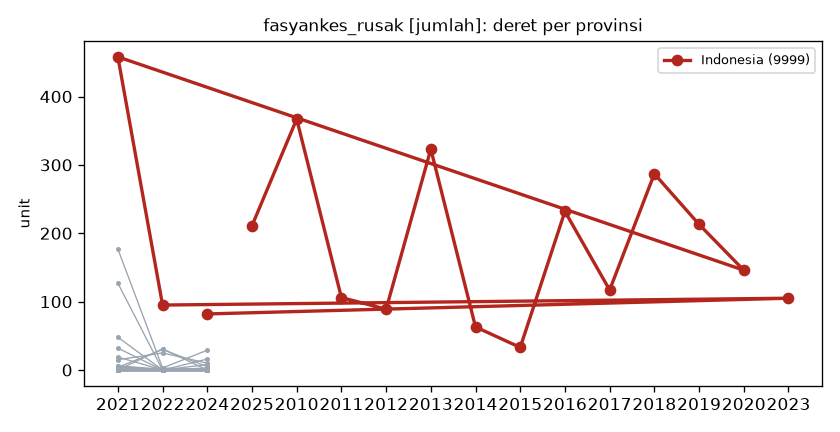 fasyankes_rusak [jumlah]: deret per provinsi
Indonesia (9999)
unit
400
300
200
100
0
2021 2022 2024 2025 2010 2011 2012 2013 2014 2015 2016 2017 2018 2019 2020 2023